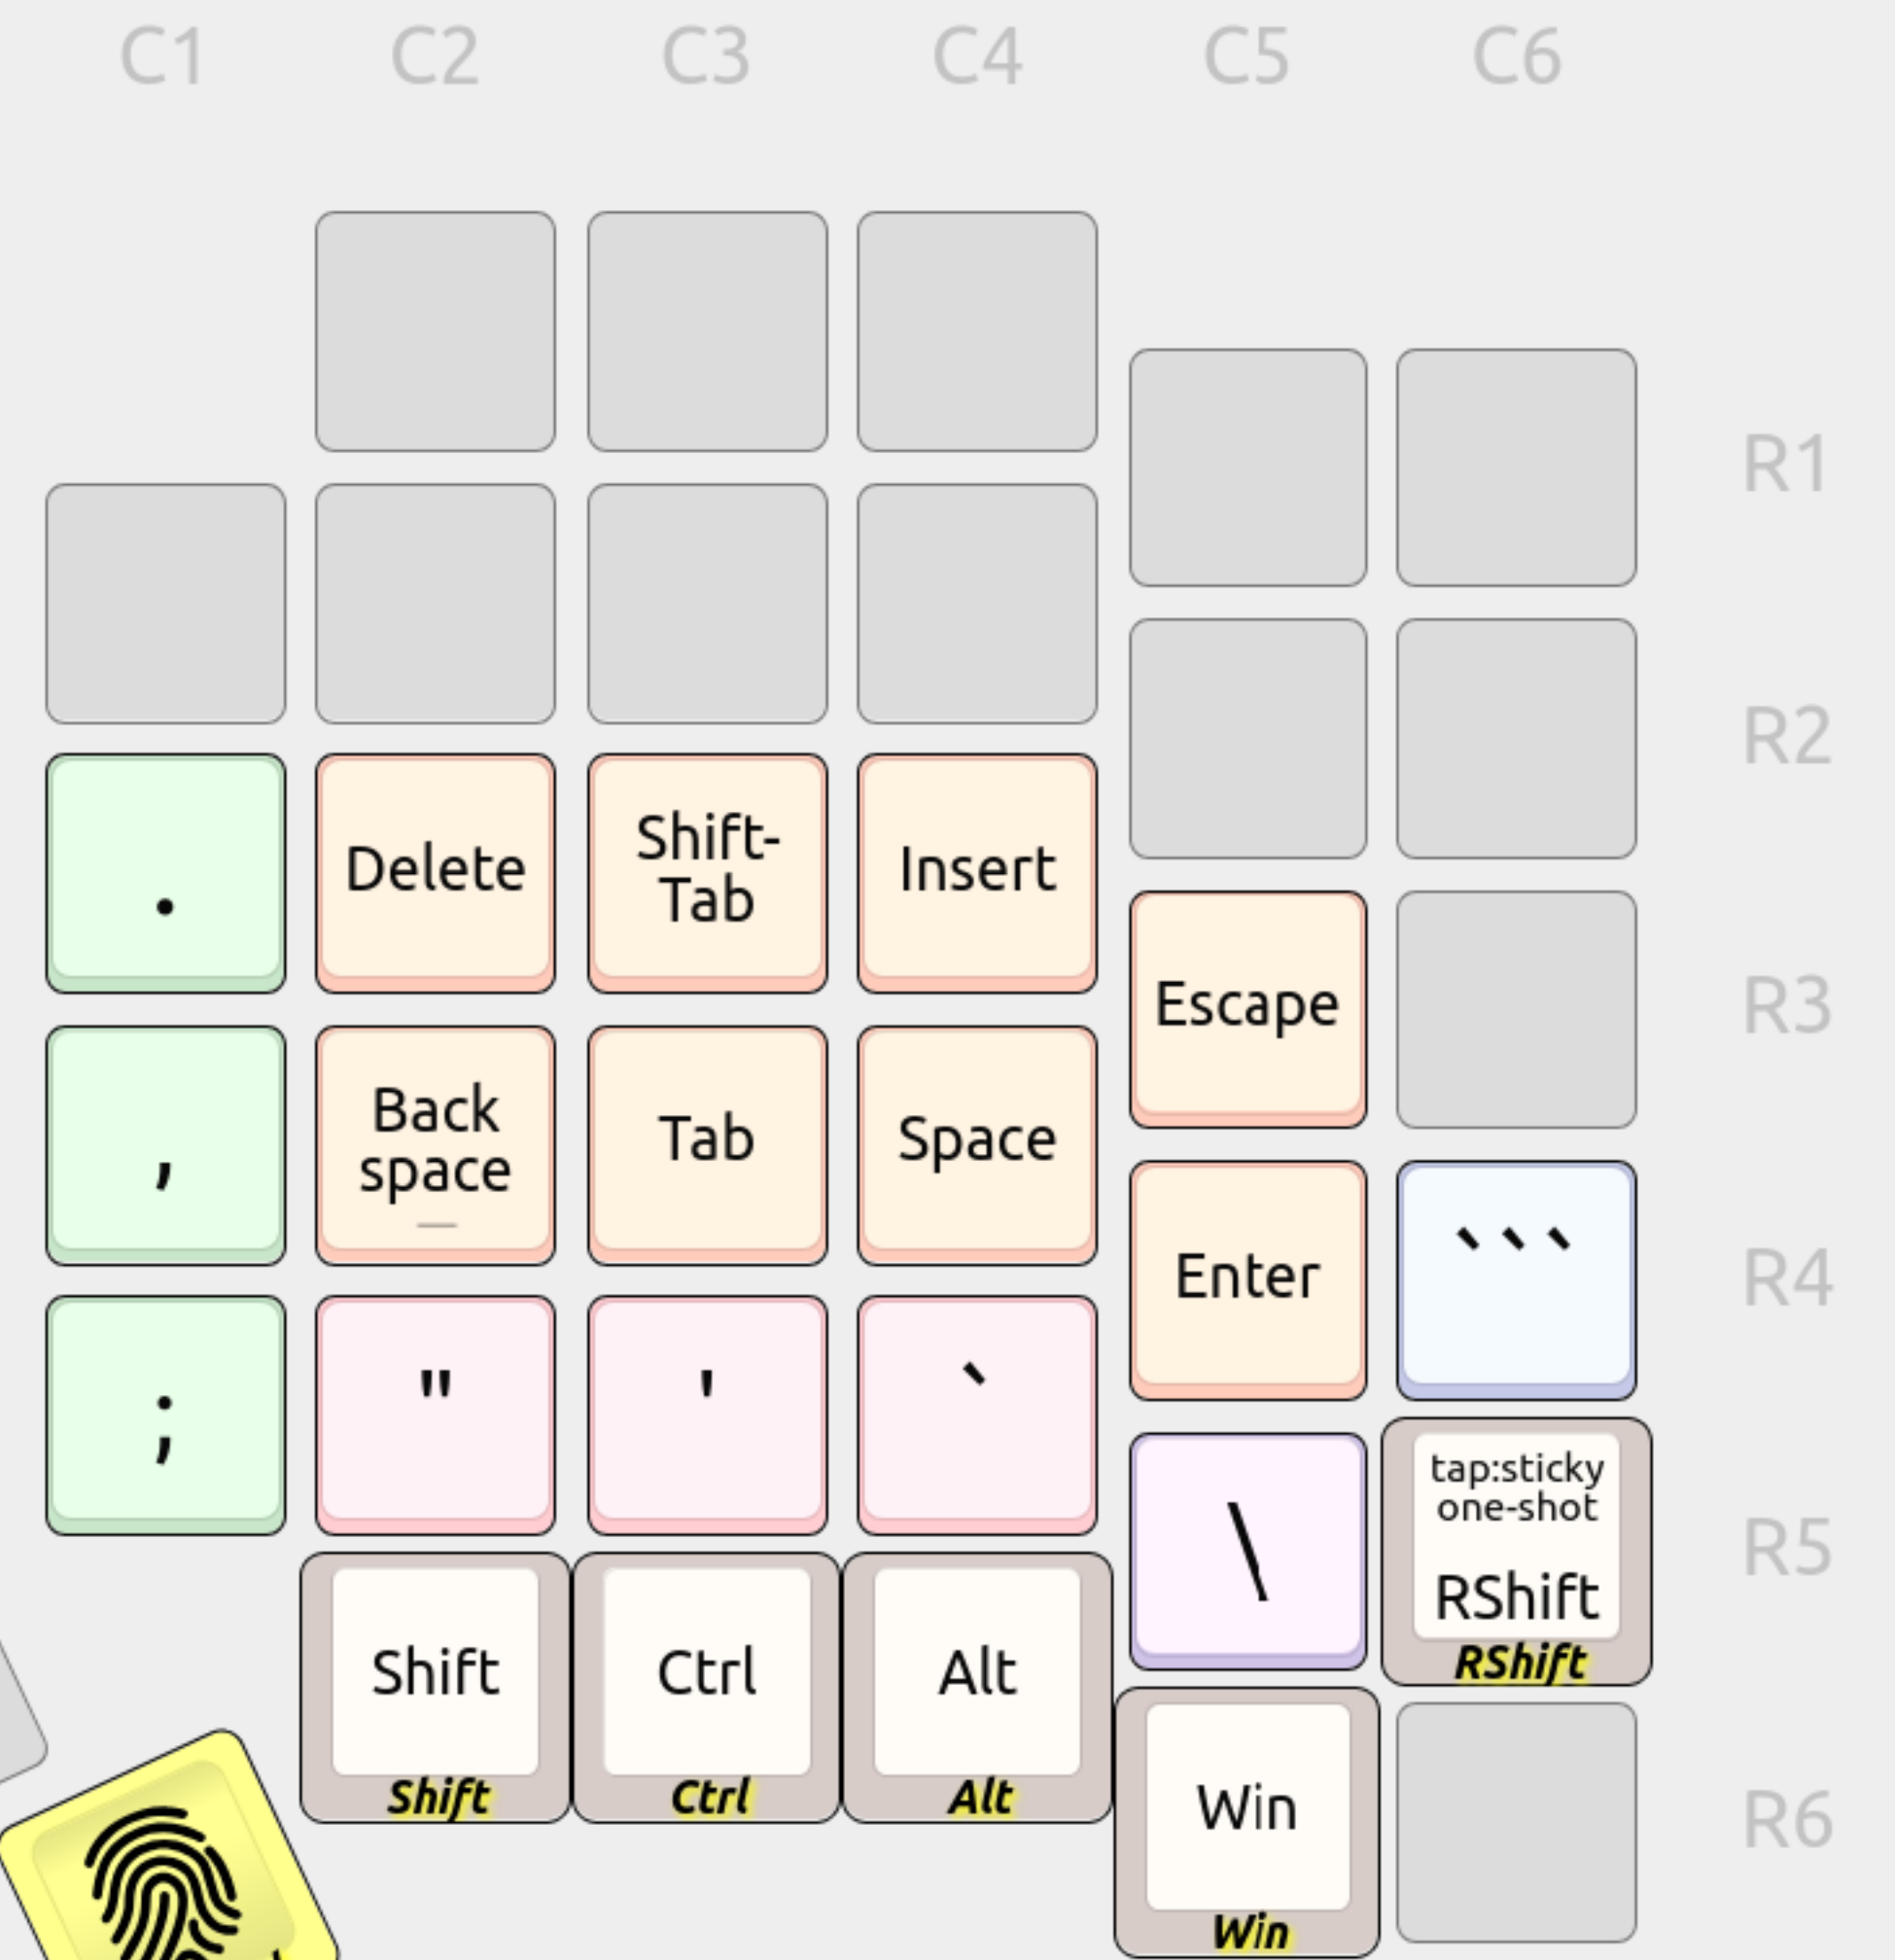 C1 C2 C3 C4 C5 C6
R1
R2
. Delete Shift-
Tab Insert
Escape R3
, Back
space
_ Tab Space
Enter ``` R4
; " ' `
\ tap:sticky
one-shot
RShift
RShift R5
Shift
Shift Ctrl
Ctrl Alt
Alt
Win
Win R6